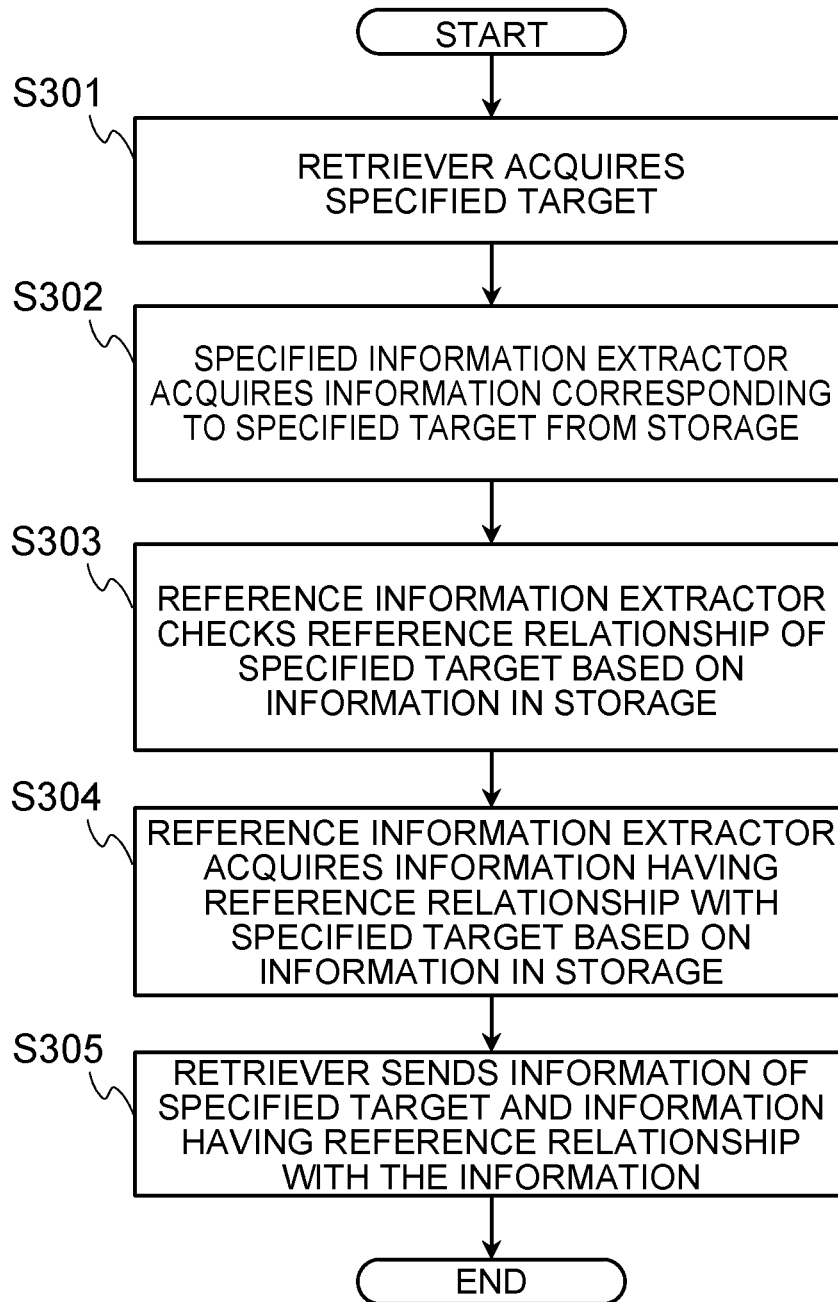 START
S301
RETRIEVER ACQUIRES
SPECIFIED TARGET
S302
SPECIFIED INFORMATION EXTRACTOR
ACQUIRES INFORMATION CORRESPONDING
TO SPECIFIED TARGET FROM STORAGE
S303
REFERENCE INFORMATION EXTRACTOR
CHECKS REFERENCE RELATIONSHIP OF
SPECIFIED TARGET BASED ON
INFORMATION IN STORAGE
S304
REFERENCE INFORMATION EXTRACTOR
ACQUIRES INFORMATION HAVING
REFERENCE RELATIONSHIP WITH
SPECIFIED TARGET BASED ON
INFORMATION IN STORAGE
S305
RETRIEVER SENDS INFORMATION OF
SPECIFIED TARGET AND INFORMATION
HAVING REFERENCE RELATIONSHIP
WITH THE INFORMATION
END